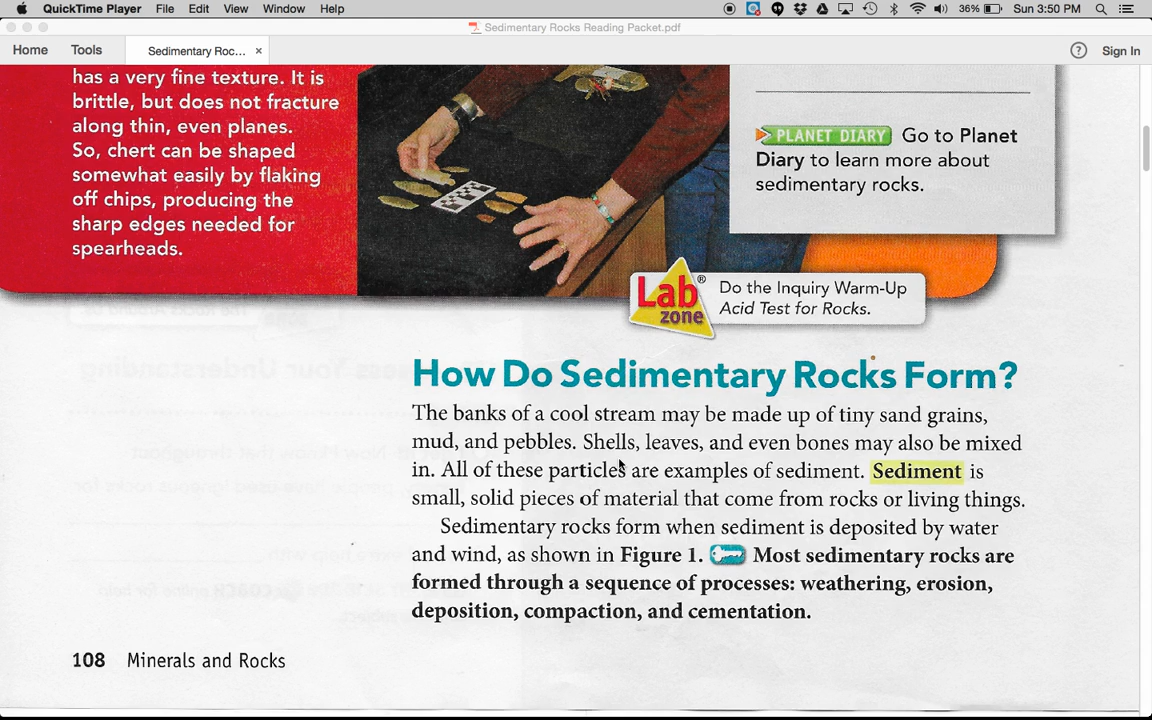 QuickTime Player File Edit View Window Help 36% Sun 3:50 PM
Sedimentary Rocks Reading Packet.pdf
Home Tools Sedimentary Roc... × ? Sign In
has a very fine texture. It is
brittle, but does not fracture
along thin, even planes.
So, chert can be shaped
somewhat easily by flaking
off chips, producing the
sharp edges needed for
spearheads.
PLANET DIARY Go to Planet
Diary to learn more about
sedimentary rocks.
Lab®
zone
Do the Inquiry Warm-Up
Acid Test for Rocks.
How Do Sedimentary Rocks Form?
The banks of a cool stream may be made up of tiny sand grains,
mud, and pebbles. Shells, leaves, and even bones may also be mixed
in. All of these particles are examples of sediment. Sediment is
small, solid pieces of material that come from rocks or living things.
Sedimentary rocks form when sediment is deposited by water
and wind, as shown in Figure 1. Most sedimentary rocks are
formed through a sequence of processes: weathering, erosion,
deposition, compaction, and cementation.
108 Minerals and Rocks